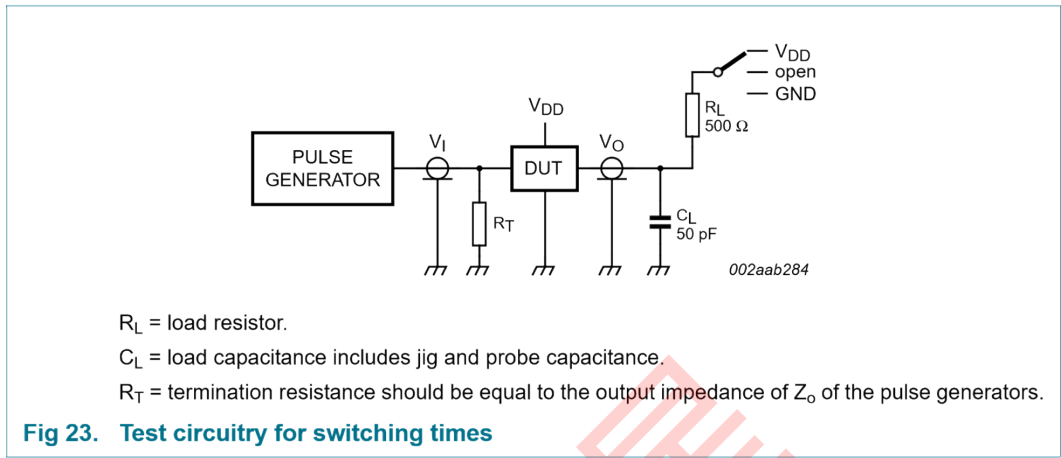 VDD
open
GND
RL
500 Ω
VDD
VI
VO
PULSE
GENERATOR
DUT
RT
CL
50 pF
002aab284
RL = load resistor.
CL = load capacitance includes jig and probe capacitance.
RT = termination resistance should be equal to the output impedance of Zo of the pulse generators.
Fig 23. Test circuitry for switching times